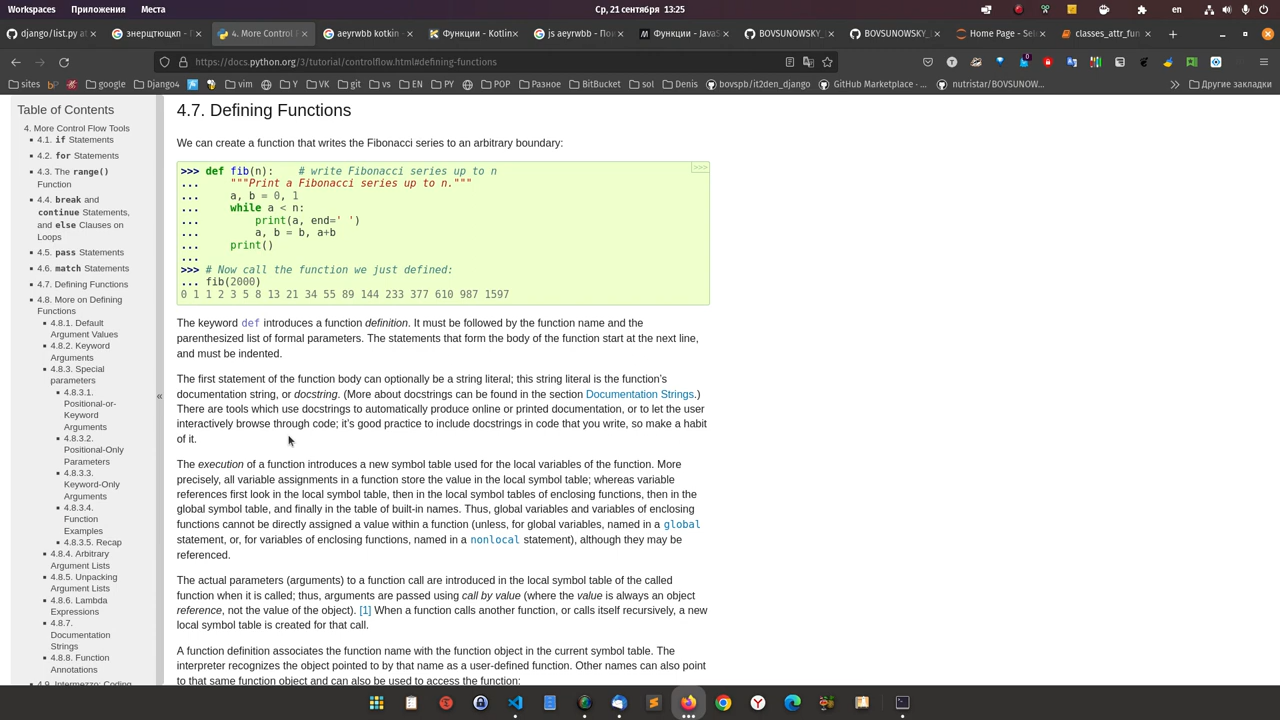 Workspaces Приложения Места Ср, 21 сентября 13:25 en
django/list.py at
знерщтющкп - П
4. More Control F
aeyrwbb kotkin -
Функции - Kotlin
js aeyrwbb - Пои
Функции - JavaS
BOVSUNOWSKY_
BOVSUNOWSKY_
Home Page - Sele
classes_attr_fun
https://docs.python.org/3/tutorial/controlflow.html#defining-functions
sites b google Django4 vim Y VK git vs EN PY POP Разное BitBucket sol Denis bovspb/it2den_django GitHub Marketplace - ... nutristar/BOVSUNOW... Другие закладки
Table of Contents
4. More Control Flow Tools
4.1. if Statements
4.2. for Statements
4.3. The range()
Function
4.4. break and
continue Statements,
and else Clauses on
Loops
4.5. pass Statements
4.6. match Statements
4.7. Defining Functions
4.8. More on Defining
Functions
4.8.1. Default
Argument Values
4.8.2. Keyword
Arguments
4.8.3. Special
parameters
4.8.3.1.
Positional-or-
Keyword
Arguments
4.8.3.2.
Positional-Only
Parameters
4.8.3.3.
Keyword-Only
Arguments
4.8.3.4.
Function
Examples
4.8.3.5. Recap
4.8.4. Arbitrary
Argument Lists
4.8.5. Unpacking
Argument Lists
4.8.6. Lambda
Expressions
4.8.7.
Documentation
Strings
4.8.8. Function
Annotations
4.9. Intermezzo: Coding
«
4.7. Defining Functions
We can create a function that writes the Fibonacci series to an arbitrary boundary:
>>>
>>> def fib(n):    # write Fibonacci series up to n
...     """Print a Fibonacci series up to n."""
...     a, b = 0, 1
...     while a < n:
...         print(a, end=' ')
...         a, b = b, a+b
...     print()
...
>>> # Now call the function we just defined:
... fib(2000)
0 1 1 2 3 5 8 13 21 34 55 89 144 233 377 610 987 1597
The keyword def introduces a function definition. It must be followed by the function name and the
parenthesized list of formal parameters. The statements that form the body of the function start at the next line,
and must be indented.
The first statement of the function body can optionally be a string literal; this string literal is the function’s
documentation string, or docstring. (More about docstrings can be found in the section Documentation Strings.)
There are tools which use docstrings to automatically produce online or printed documentation, or to let the user
interactively browse through code; it’s good practice to include docstrings in code that you write, so make a habit
of it.
The execution of a function introduces a new symbol table used for the local variables of the function. More
precisely, all variable assignments in a function store the value in the local symbol table; whereas variable
references first look in the local symbol table, then in the local symbol tables of enclosing functions, then in the
global symbol table, and finally in the table of built-in names. Thus, global variables and variables of enclosing
functions cannot be directly assigned a value within a function (unless, for global variables, named in a global
statement, or, for variables of enclosing functions, named in a nonlocal statement), although they may be
referenced.
The actual parameters (arguments) to a function call are introduced in the local symbol table of the called
function when it is called; thus, arguments are passed using call by value (where the value is always an object
reference, not the value of the object). [1] When a function calls another function, or calls itself recursively, a new
local symbol table is created for that call.
A function definition associates the function name with the function object in the current symbol table. The
interpreter recognizes the object pointed to by that name as a user-defined function. Other names can also point
to that same function object and can also be used to access the function: